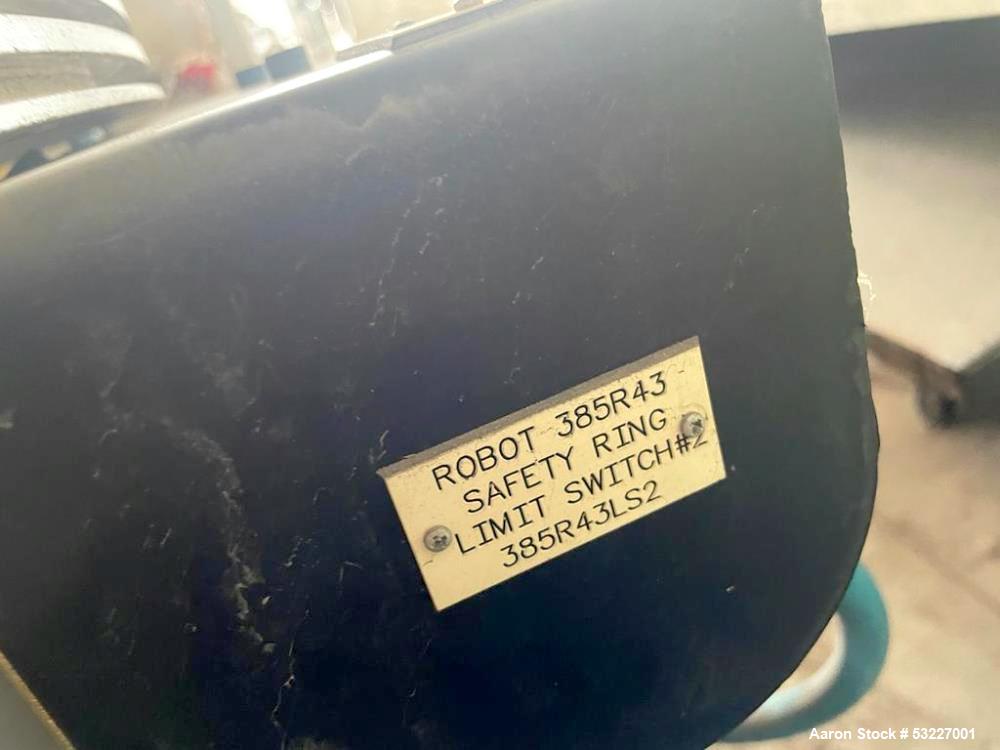 ROBOT 385R43
SAFETY RING
LIMIT SWITCH#2
385R43LS2
Aaron Stock # 53227001